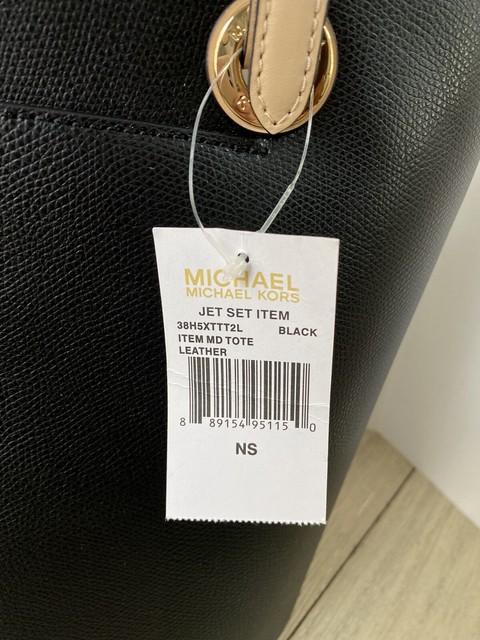 MICHAEL
MICHAEL KORS
JET SET ITEM
38H5XTTT2L BLACK
ITEM MD TOTE
LEATHER
8 89154 95115 0
NS